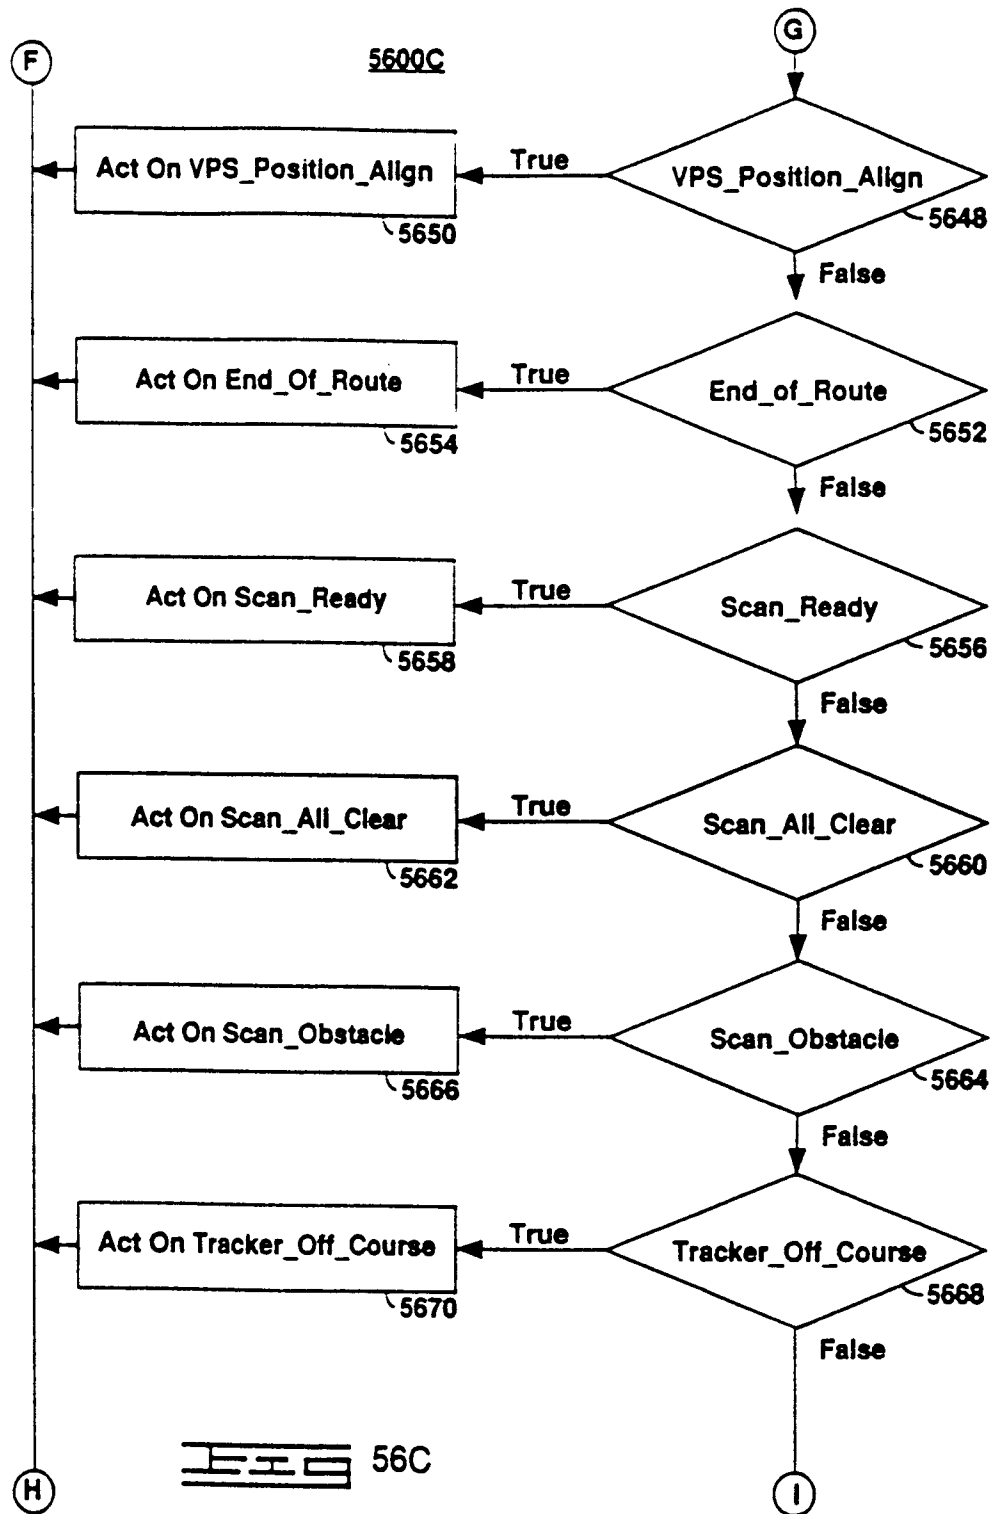 F
5600C
G
Act On VPS_Position_Align
True
VPS_Position_Align
5650
5648
False
Act On End_Of_Route
True
End_of_Route
5654
5652
False
Act On Scan_Ready
True
Scan_Ready
5658
5656
False
Act On Scan_All_Clear
True
Scan_All_Clear
5662
5660
False
Act On Scan_Obstacle
True
Scan_Obstacle
5666
5664
False
Act On Tracker_Off_Course
True
Tracker_Off_Course
5670
5668
False
56C
H
I